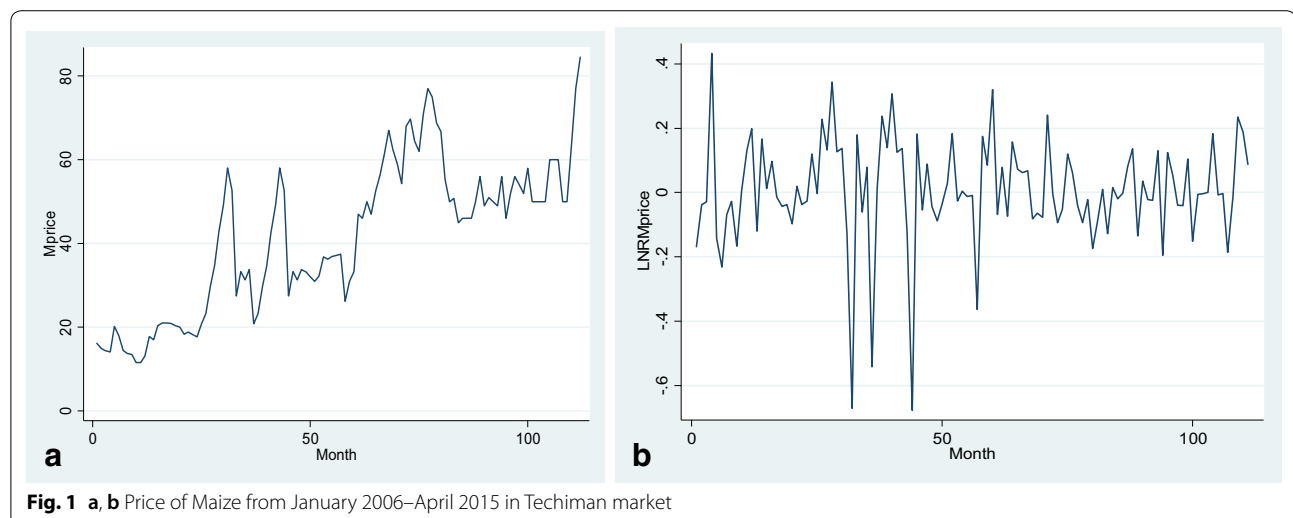 80
60
40
20
0
Mprice
0 50 100
Month
a
.4
.2
0
-.2
-.4
-.6
LNRMprice
0 50 100
Month
b
Fig. 1 a, b Price of Maize from January 2006–April 2015 in Techiman market